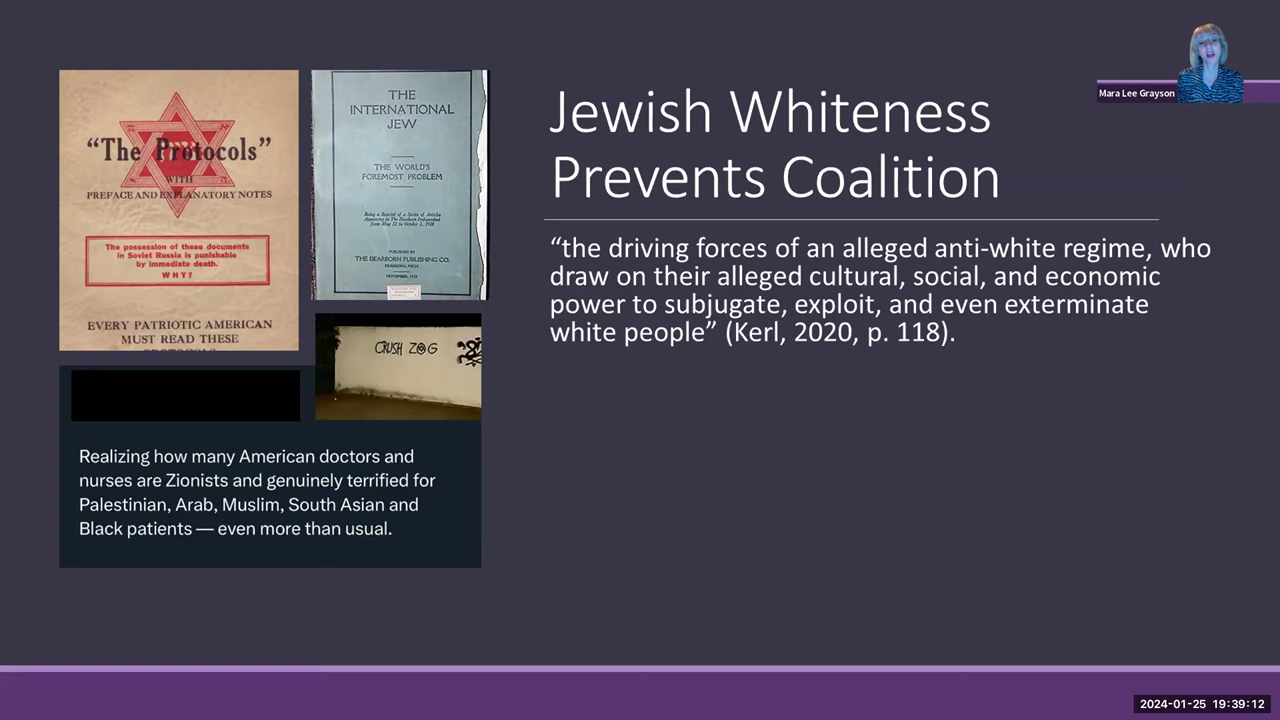 "The Protocols"
WITH
PREFACE AND EXPLANATORY NOTES
The possession of these documents
in Soviet Russia is punishable
by immediate death.
WHY?
EVERY PATRIOTIC AMERICAN
MUST READ THESE
PROTOCOLS
THE
INTERNATIONAL
JEW
THE WORLD'S
FOREMOST PROBLEM
Being a Reprint of a Series of Articles
Appearing in The Dearborn Independent
from May 22 to October 2, 1920
PUBLISHED BY
THE DEARBORN PUBLISHING CO.
DEARBORN, MICH.
NOVEMBER, 1920
CRUSH ZOG
Realizing how many American doctors and
nurses are Zionists and genuinely terrified for
Palestinian, Arab, Muslim, South Asian and
Black patients — even more than usual.
Jewish Whiteness
Prevents Coalition
“the driving forces of an alleged anti-white regime, who
draw on their alleged cultural, social, and economic
power to subjugate, exploit, and even exterminate
white people” (Kerl, 2020, p. 118).
Mara Lee Grayson
2024-01-25 19:39:12